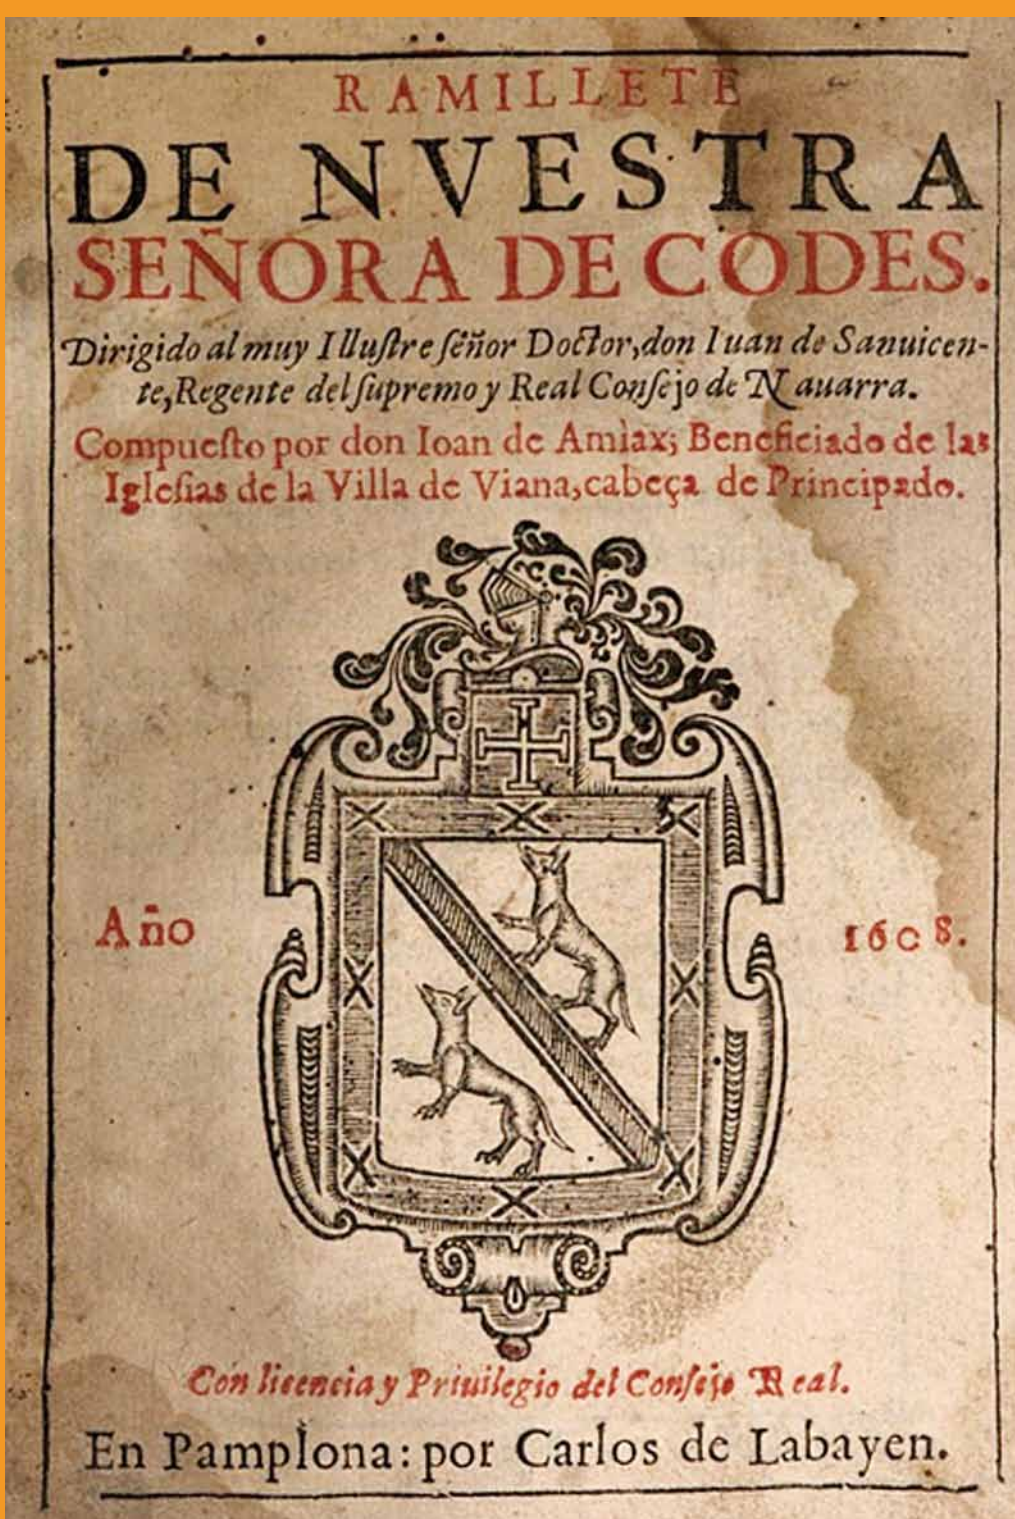 RAMILLETE
DE NVESTRA
SEÑORA DE CODES.
Dirigido al muy Illuſtre ſeñor Doctor, don Iuan de Sanuicen-
te, Regente del ſupremo y Real Conſejo de Nauarra.
Compueſto por don Ioan de Amiax; Beneficiado de las
Igleſias de la Villa de Viana, cabeça de Principado.
Año 1608.
Con licencia y Priuilegio del Conſejo Real.
En Pamplona: por Carlos de Labayen.